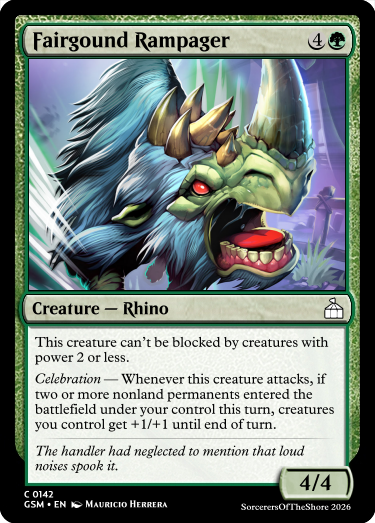 Fairgound Rampager 4
Creature — Rhino
This creature can't be blocked by creatures with
power 2 or less.
Celebration — Whenever this creature attacks, if
two or more nonland permanents entered the
battlefield under your control this turn, creatures
you control get +1/+1 until end of turn.
The handler had neglected to mention that loud
noises spook it.
4/4
C 0142
GSM • EN Mauricio Herrera
SorcerersOfTheShore 2026